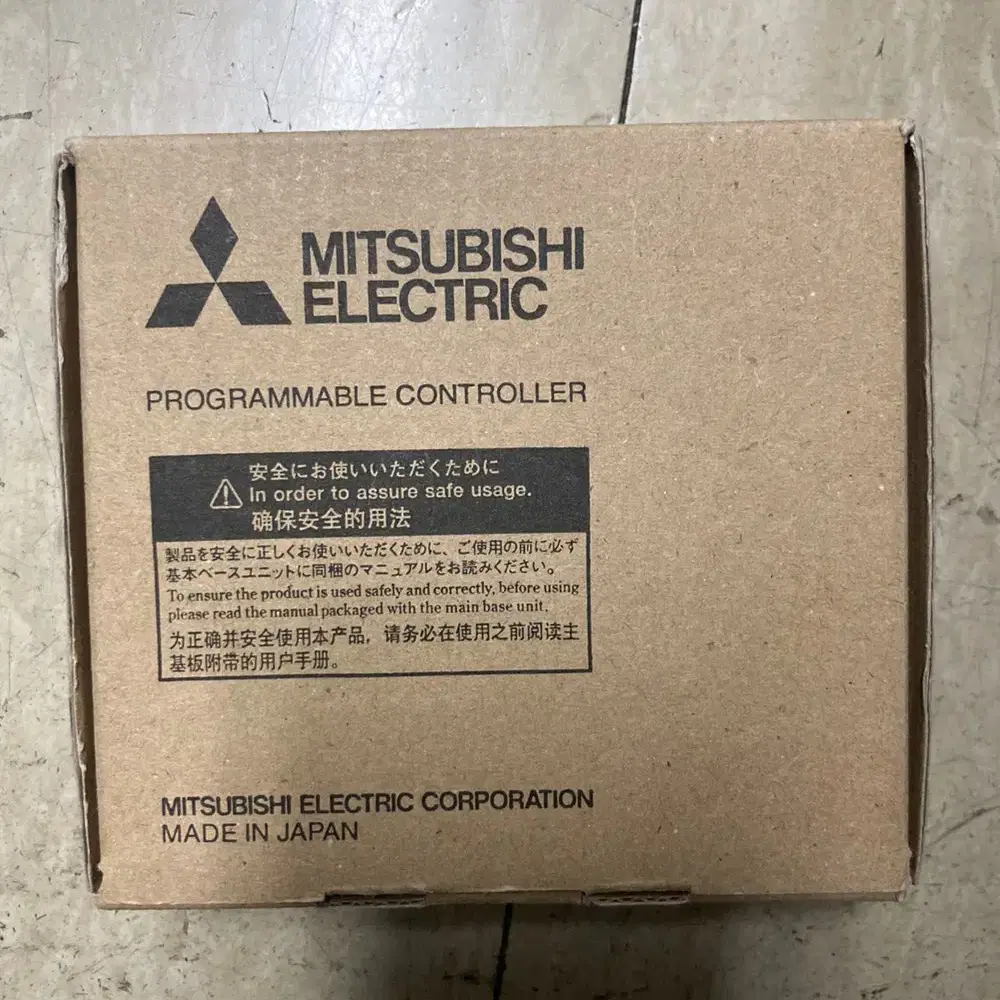 MITSUBISHI
ELECTRIC
PROGRAMMABLE CONTROLLER
安全にお使いいただくために
In order to assure safe usage.
确保安全的用法
製品を安全に正しくお使いいただくために、ご使用の前に必ず
基本ベースユニットに同梱のマニュアルをお読みください。
To ensure the product is used safely and correctly, before using
please read the manual packaged with the main base unit.
为正确并安全使用本产品，请务必在使用之前阅读主
基板附带的用户手册。
MITSUBISHI ELECTRIC CORPORATION
MADE IN JAPAN